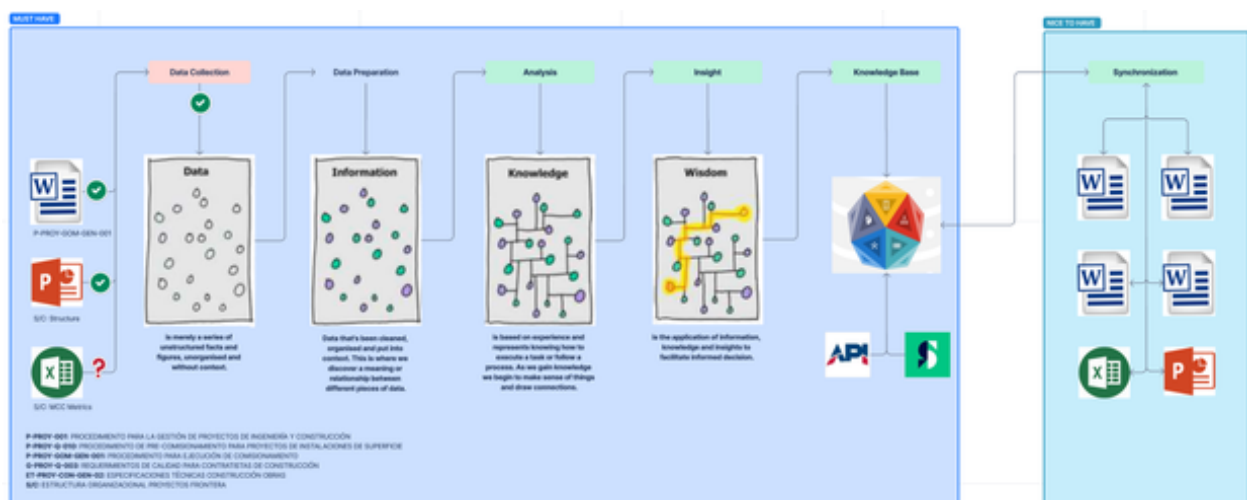 MUST HAVE
NICE TO HAVE
Data Collection
Data Preparation
Analysis
Insight
Knowledge Base
Synchronization
Data
Information
Knowledge
Wisdom
W
P-PROY-GOM-GEN-001
P
S/C: Structure
X
?
S/C: MCC Metrics
is merely a series of
unstructured facts and
figures, unorganised and
without context.
Data that's been cleaned,
organised and put into
context. This is where we
discover a meaning or
relationship between
different pieces of data.
is based on experience and
represents knowing how to
execute a task or follow a
process. As we gain knowledge
we begin to make sense of things
and draw connections.
is the application of information,
knowledge and insights to
facilitate informed decision.
API
S
W
W
W
W
X
P
P-PROY-001: PROCEDIMIENTO PARA LA GESTIÓN DE PROYECTOS DE INGENIERÍA Y CONSTRUCCIÓN
P-PROY-Q-010: PROCEDIMIENTO DE PRE-COMISIONAMIENTO PARA PROYECTOS DE INSTALACIONES DE SUPERFICIE
P-PROY-GOM-GEN-001: PROCEDIMIENTO PARA EJECUCIÓN DE COMISIONAMIENTO
G-PROY-Q-003: REQUERIMIENTOS DE CALIDAD PARA CONTRATISTAS DE CONSTRUCCIÓN
ET-PROY-CON-GEN-02: ESPECIFICACIONES TÉCNICAS CONSTRUCCIÓN OBRAS
S/C: ESTRUCTURA ORGANIZACIONAL PROYECTOS FRONTERA